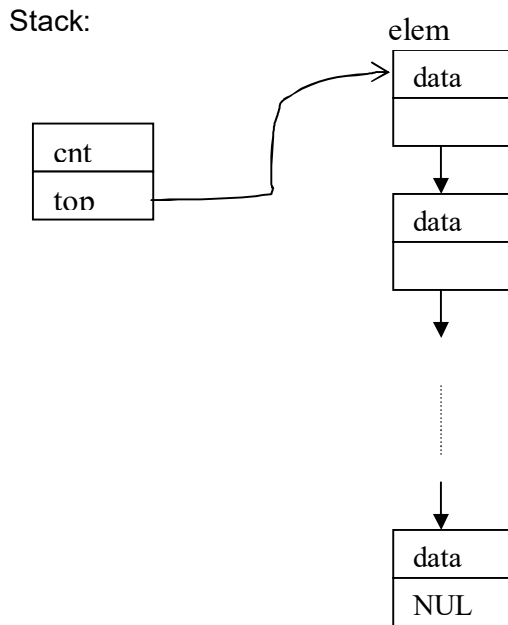 Stack:
elem
data
cnt
top
data
data
NUL